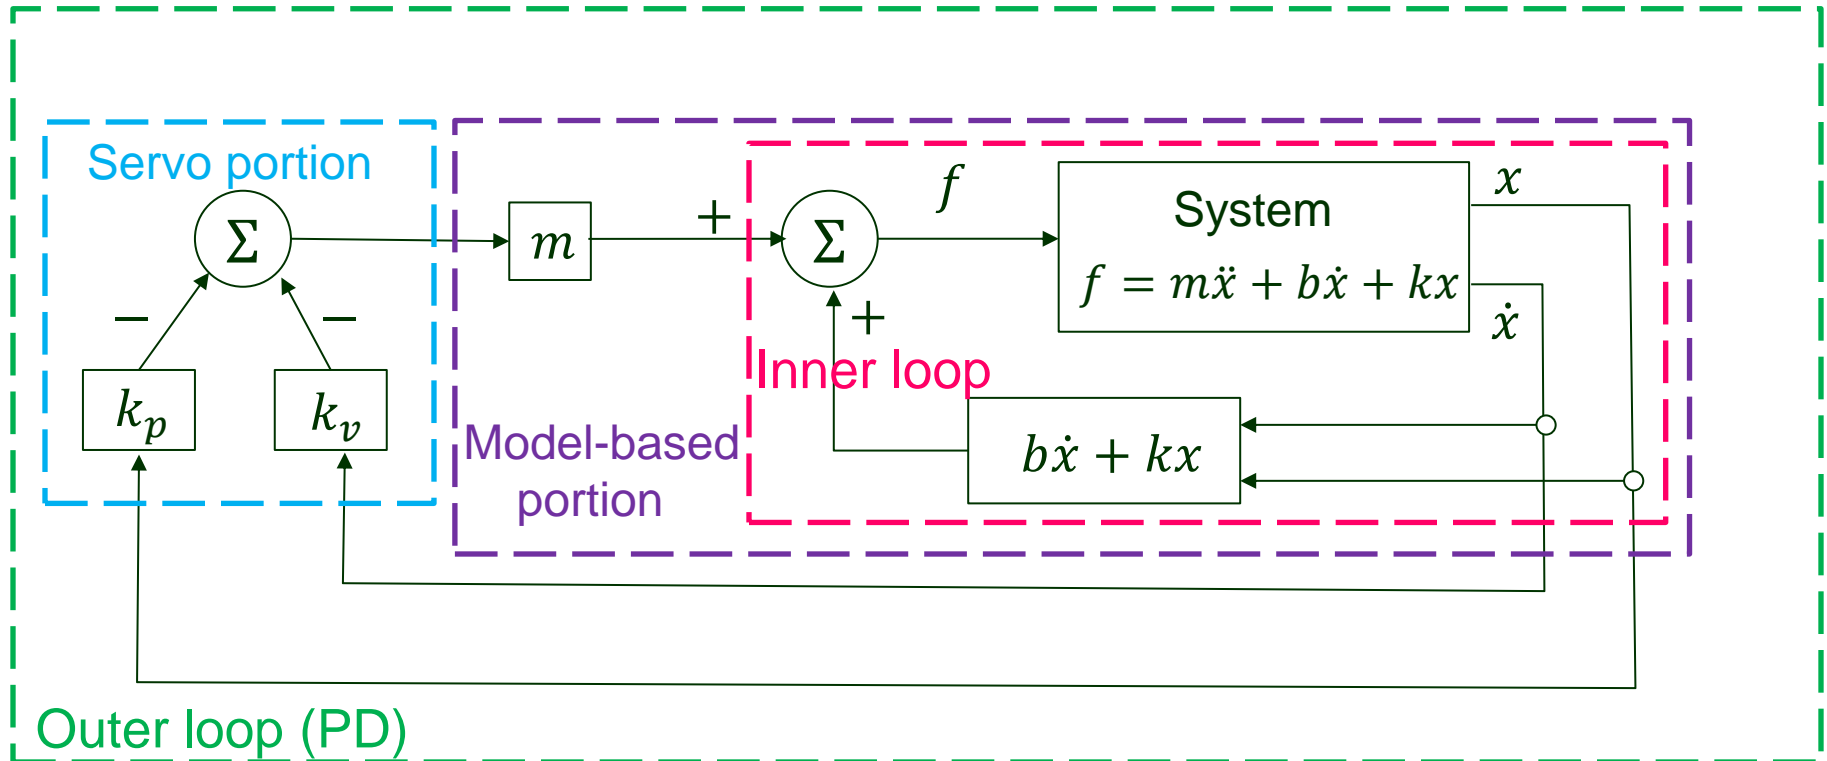 Servo portion
Σ
−
−
k_p
k_v
m
+
Σ
+
f
System
f = mẍ + bẋ + kx
x
ẋ
Inner loop
bẋ + kx
Model-based
portion
Outer loop (PD)